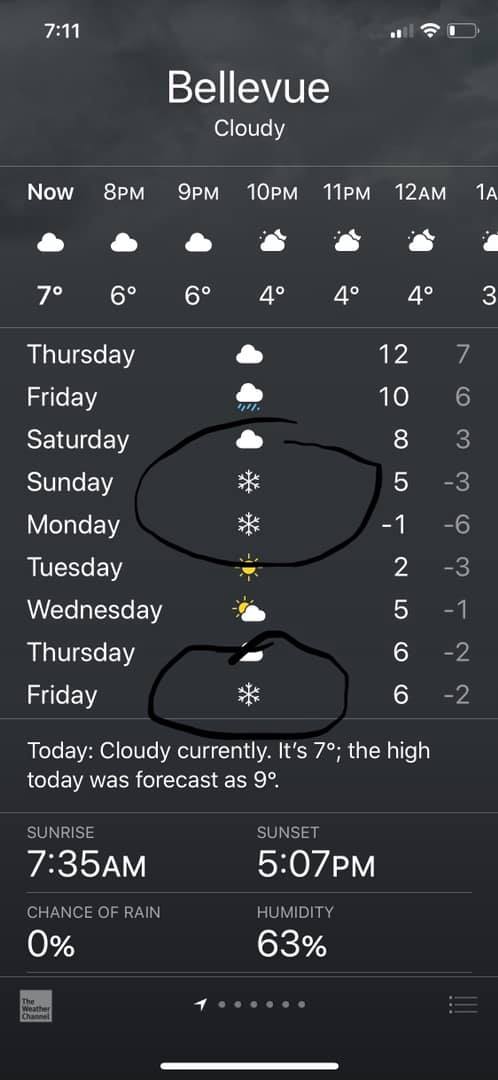 7:11
Bellevue
Cloudy
Now 8PM 9PM 10PM 11PM 12AM 1A
7° 6° 6° 4° 4° 4° 3
Thursday 12 7
Friday 10 6
Saturday 8 3
Sunday 5 -3
Monday -1 -6
Tuesday 2 -3
Wednesday 5 -1
Thursday 6 -2
Friday 6 -2
Today: Cloudy currently. It's 7°; the high
today was forecast as 9°.
SUNRISE SUNSET
7:35AM 5:07PM
CHANCE OF RAIN HUMIDITY
0% 63%
The
Weather
Channel